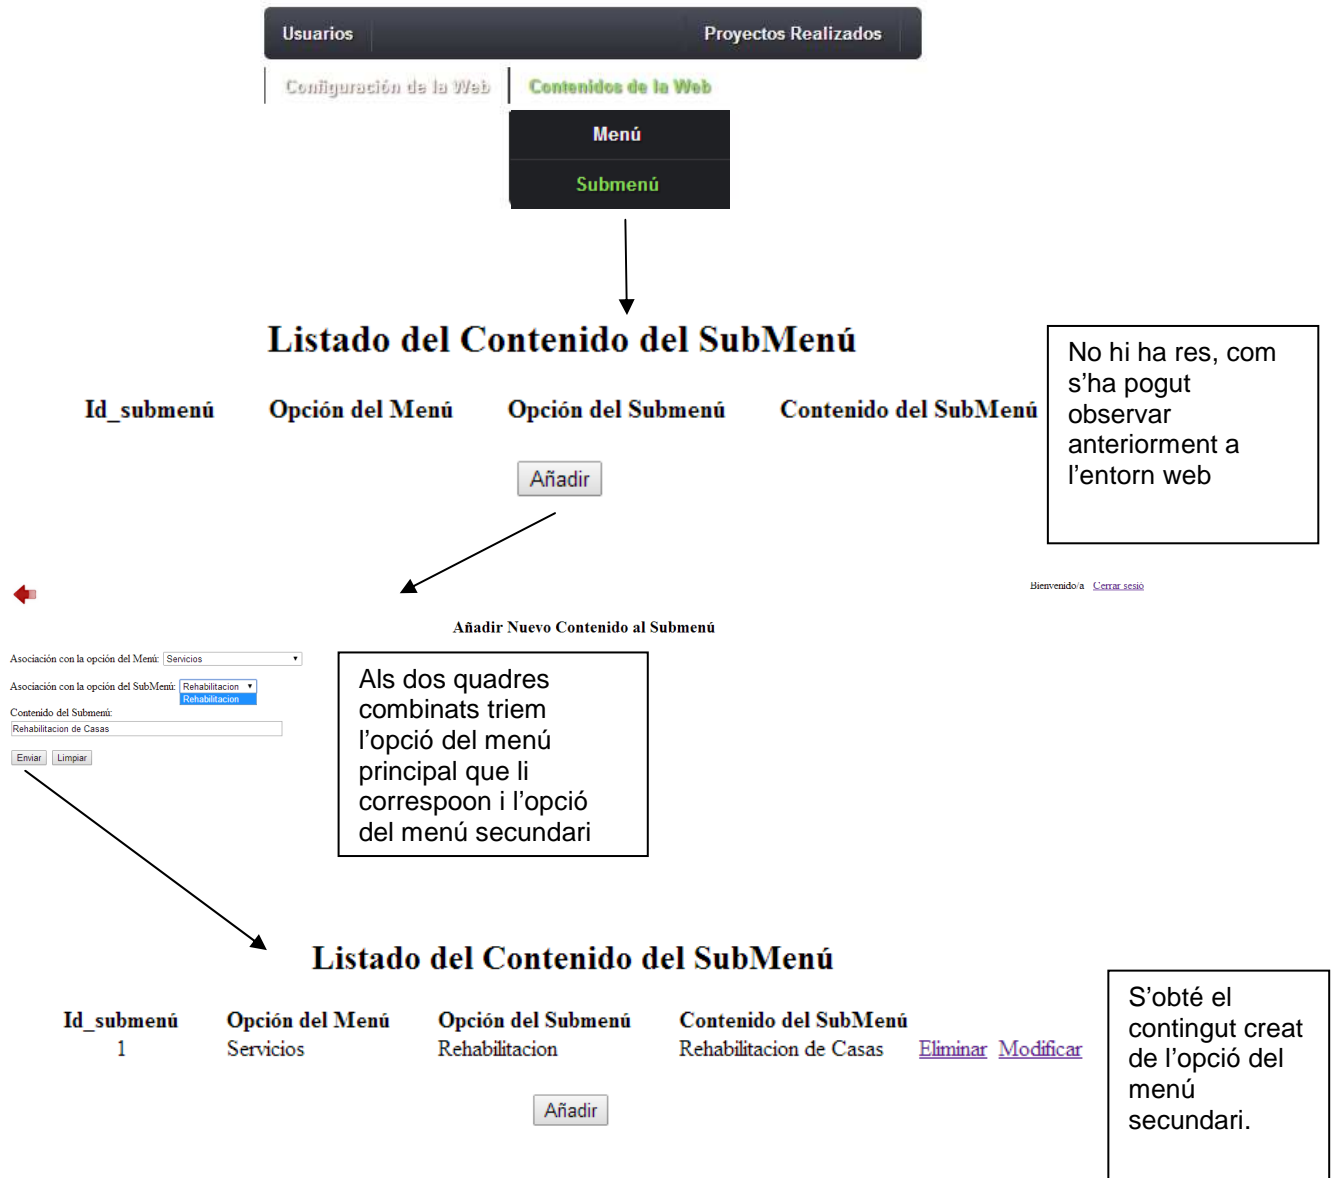 Usuarios Proyectos Realizados
Configuración de la Web Contenidos de la Web
Menú
Submenú
Listado del Contenido del SubMenú
Id_submenú Opción del Menú Opción del Submenú Contenido del SubMenú
Añadir
No hi ha res, com
s'ha pogut
observar
anteriorment a
l'entorn web
Bienvenido/a Cerrar sesió
Añadir Nuevo Contenido al Submenú
Asociación con la opción del Menú: Servicios
Asociación con la opción del SubMenú: Rehabilitacion
Rehabilitacion
Contenido del Submenú:
Rehabilitacion de Casas
Enviar Limpiar
Als dos quadres
combinats triem
l'opció del menú
principal que li
correspoon i l'opció
del menú secundari
Listado del Contenido del SubMenú
Id_submenú Opción del Menú Opción del Submenú Contenido del SubMenú
1 Servicios Rehabilitacion Rehabilitacion de Casas Eliminar Modificar
Añadir
S'obté el
contingut creat
de l'opció del
menú
secundari.